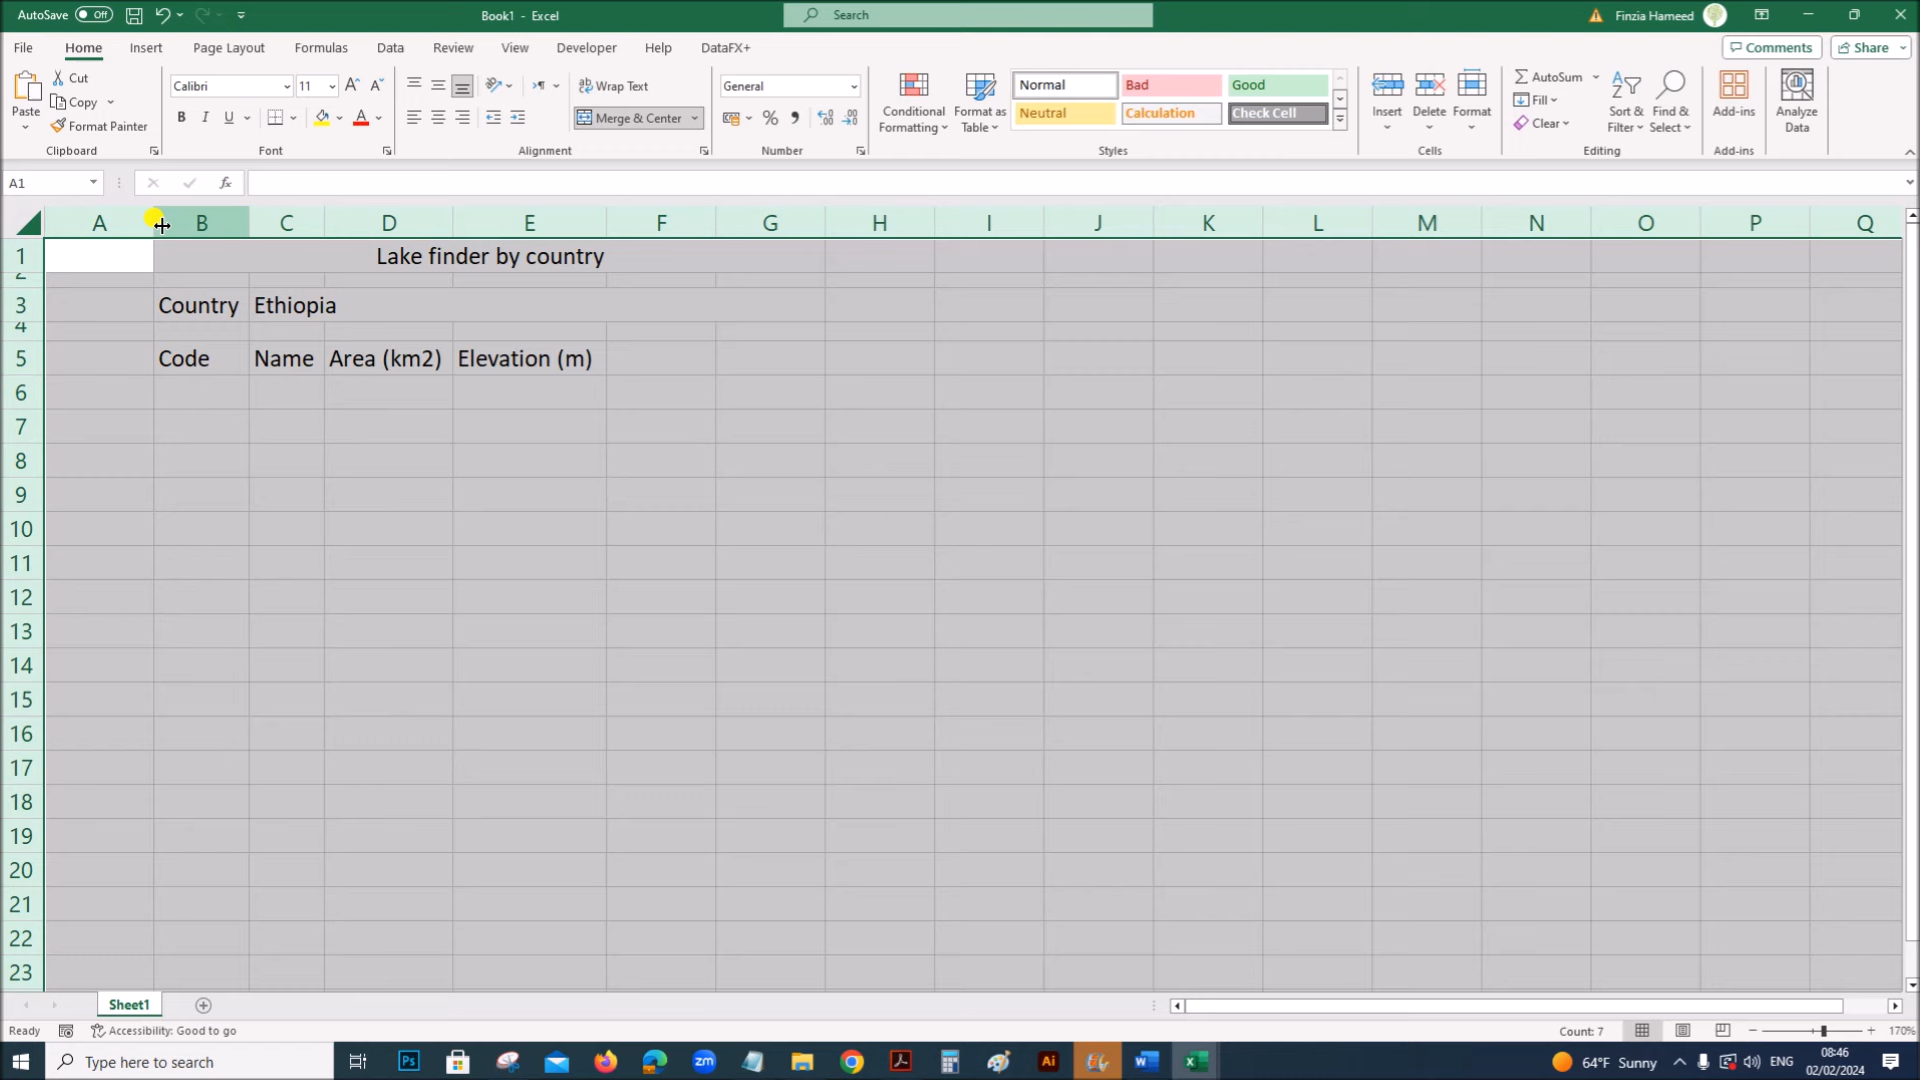 AutoSave Off Book1 - Excel Search Finzia Hameed
File Home Insert Page Layout Formulas Data Review View Developer Help DataFX+ Comments Share
Paste Cut Calibri 11 Wrap Text General Conditional Formatting Format as Table Normal Bad Good Insert Delete Format AutoSum Sort & Filter Find & Select Add-ins Analyze Data
Copy Fill
Format Painter B I U A Merge & Center % Neutral Calculation Check Cell Clear
Clipboard Font Alignment Number Styles Cells Editing Add-ins
A1 fx
A B C D E F G H I J K L M N O P Q
1 Lake finder by country
2
3 Country Ethiopia
4
5 Code Name Area (km2) Elevation (m)
6
7
8
9
10
11
12
13
14
15
16
17
18
19
20
21
22
23
Sheet1
Ready Accessibility: Good to go Count: 7 170%
Type here to search Ps zm Ai W X 64°F Sunny ENG 08:46
02/02/2024